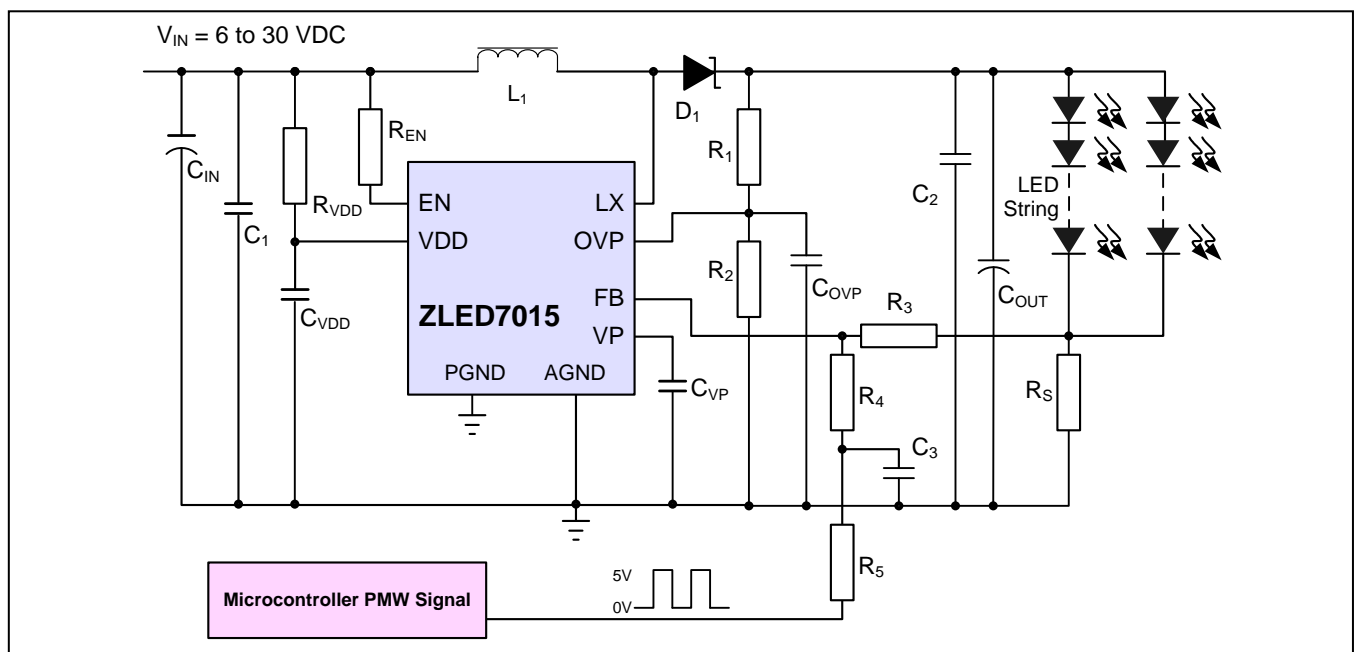 VIN = 6 to 30 VDC
L1
D1
REN
R1
CIN
RVDD
C1
EN
LX
VDD
OVP
R2
COVP
C2
LED
String
COUT
CVDD
ZLED7015
FB
VP
R3
PGND
AGND
CVP
R4
RS
C3
R5
5V
0V
Microcontroller PMW Signal